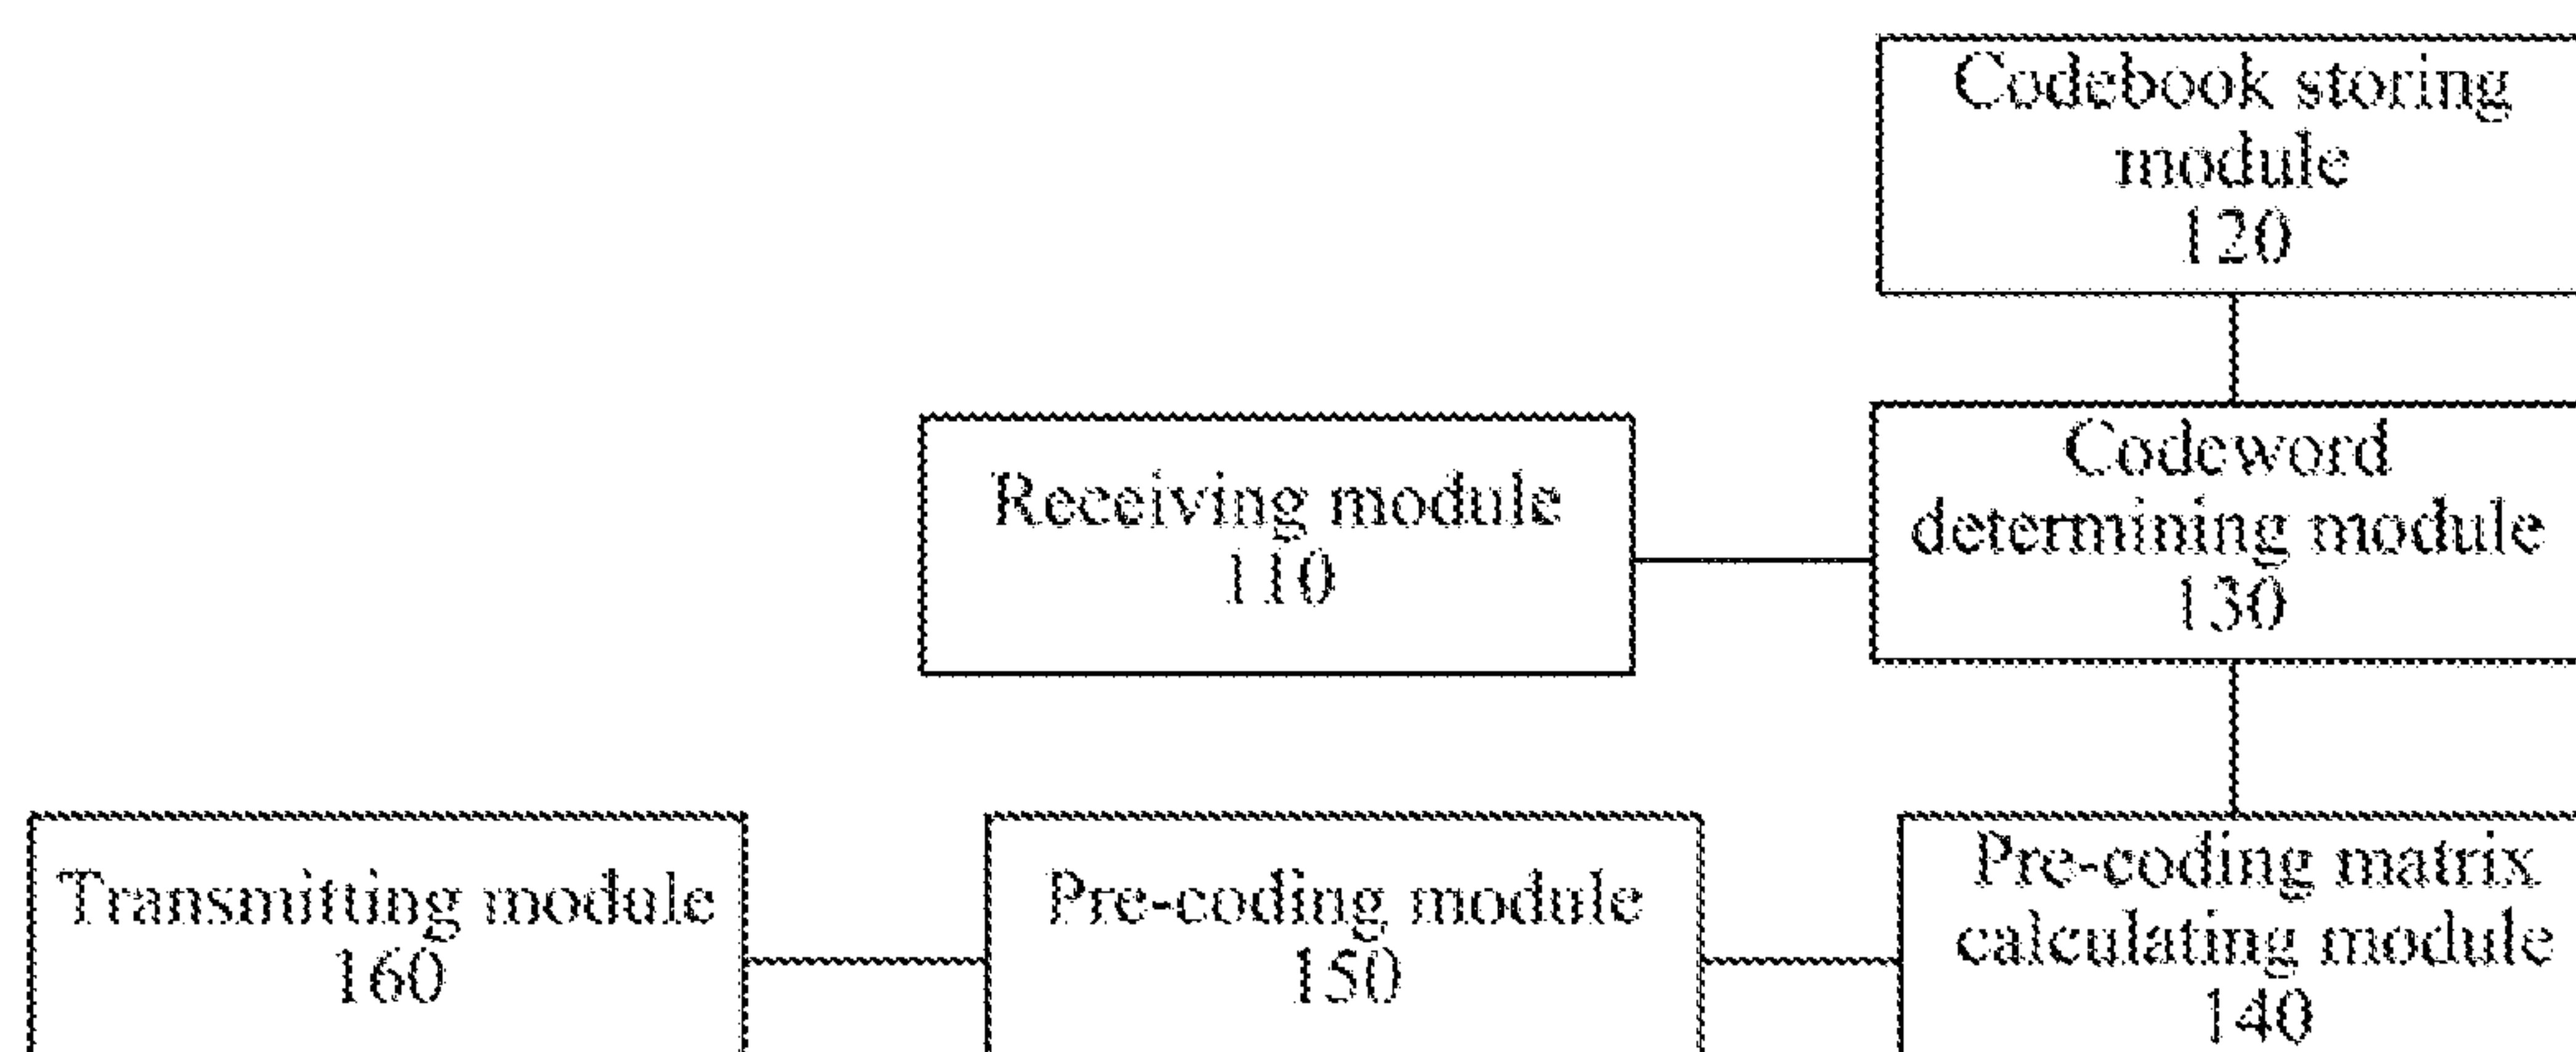 Codebook storing
module
120
Receiving module
110
Codeword
determining module
130
Transmitting module
160
Pre-coding module
150
Pre-coding matrix
calculating module
140